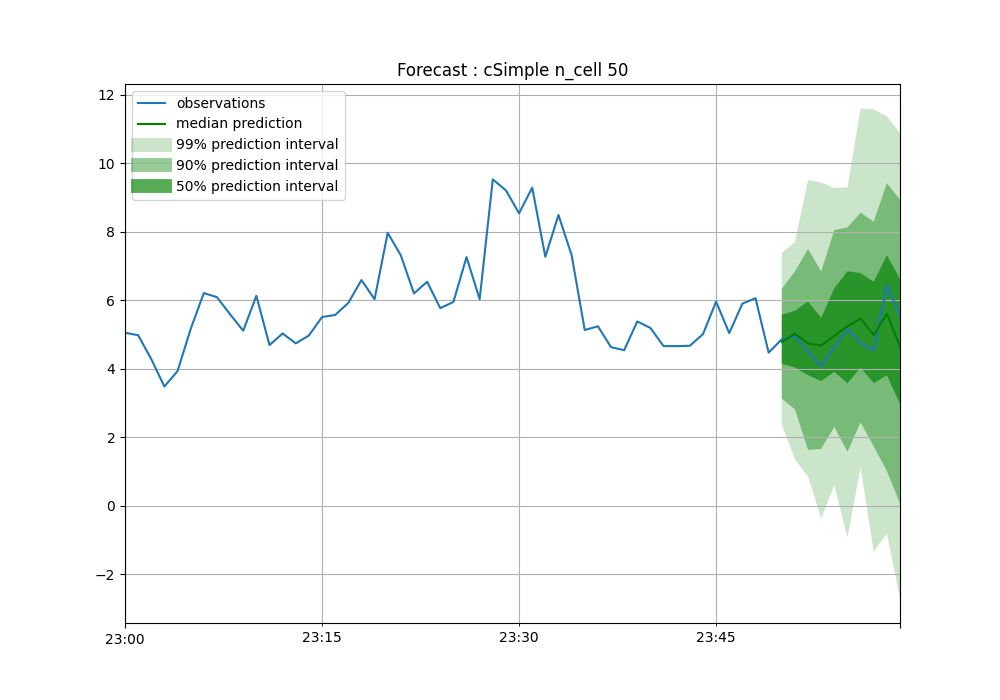 Forecast : cSimple n_cell 50
observations
median prediction
99% prediction interval
90% prediction interval
50% prediction interval
12
10
8
6
4
2
0
−2
23:00
23:15
23:30
23:45